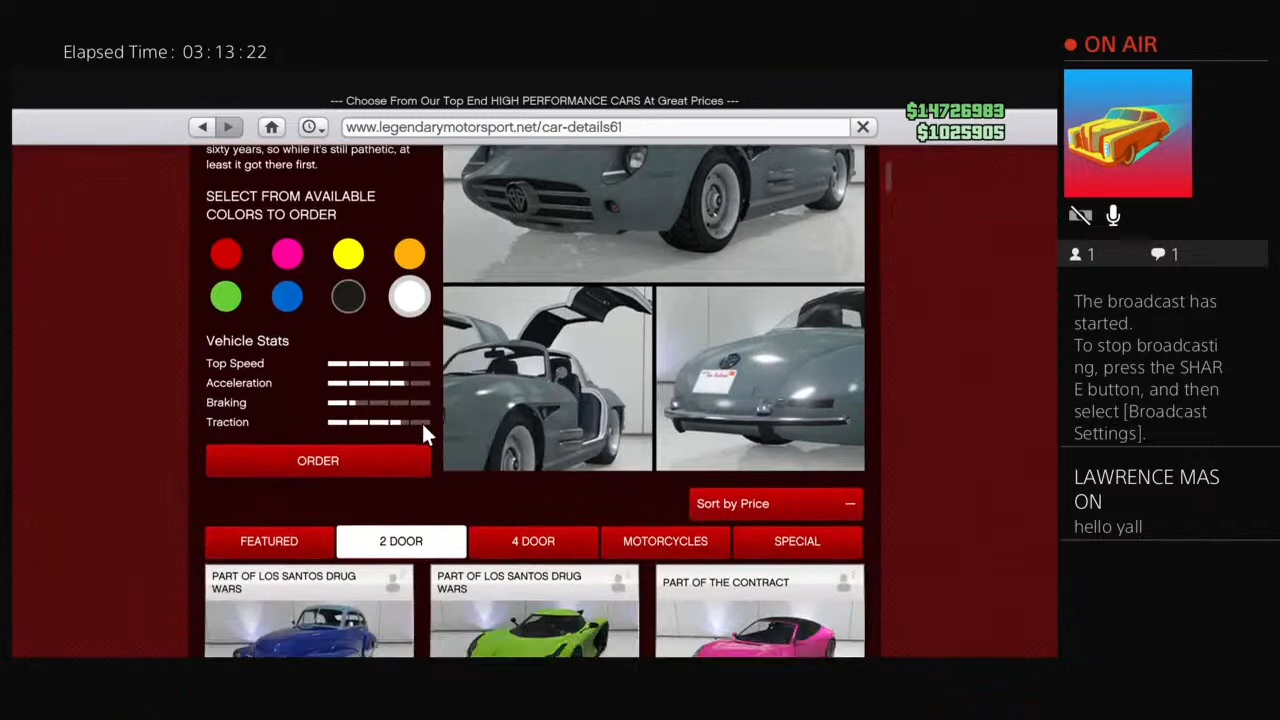 Elapsed Time: 03:13:22
ON AIR
--- Choose From Our Top End HIGH PERFORMANCE CARS At Great Prices ---
$14726983
$1025905
www.legendarymotorsport.net/car-details61
sixty years, so while it's still pathetic, at
least it got there first.
SELECT FROM AVAILABLE
COLORS TO ORDER
Vehicle Stats
Top Speed
Acceleration
Braking
Traction
ORDER
Sort by Price
FEATURED
2 DOOR
4 DOOR
MOTORCYCLES
SPECIAL
PART OF LOS SANTOS DRUG
WARS
PART OF LOS SANTOS DRUG
WARS
PART OF THE CONTRACT
1
1
The broadcast has
started.
To stop broadcasti
ng, press the SHAR
E button, and then
select [Broadcast
Settings].
LAWRENCE MAS
ON
hello yall